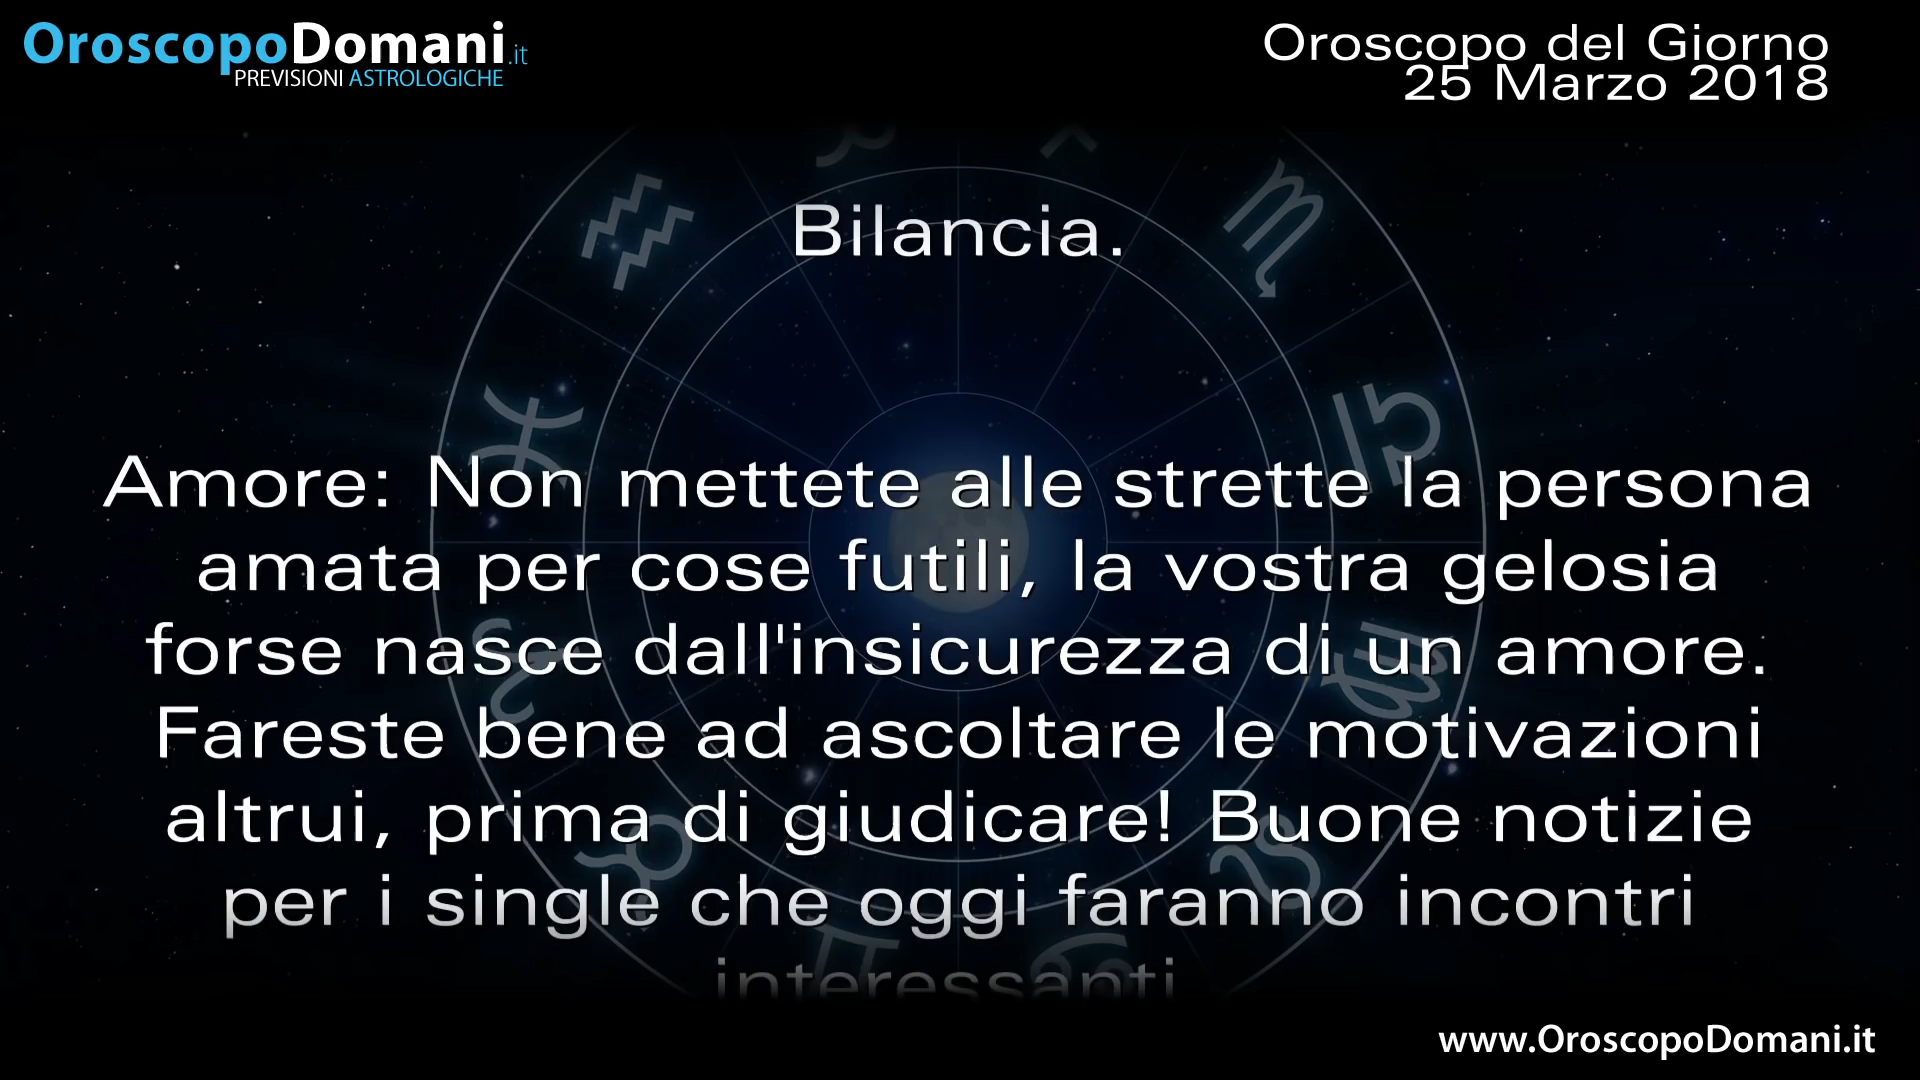 OroscopoDomani.it
PREVISIONI ASTROLOGICHE
Oroscopo del Giorno
25 Marzo 2018
Bilancia.
Amore: Non mettete alle strette la persona
amata per cose futili, la vostra gelosia
forse nasce dall'insicurezza di un amore.
Fareste bene ad ascoltare le motivazioni
altrui, prima di giudicare! Buone notizie
per i single che oggi faranno incontri
interessanti
www.OroscopoDomani.it